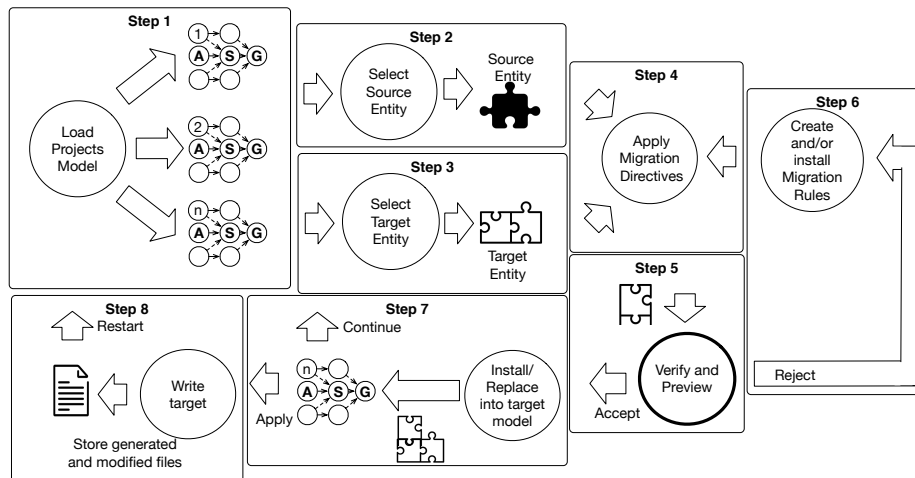 Step 1
1
A S G
Load
Projects
Model
2
A S G
n
A S G
Step 2
Select
Source
Entity
Source
Entity
Step 3
Select
Target
Entity
Target
Entity
Step 4
Apply
Migration
Directives
Step 6
Create
and/or
install
Migration
Rules
Step 5
Verify and
Preview
Reject
Accept
Step 7
Continue
n
A S G
Install/
Replace
into target
model
Apply
Step 8
Restart
Write
target
Store generated
and modified files